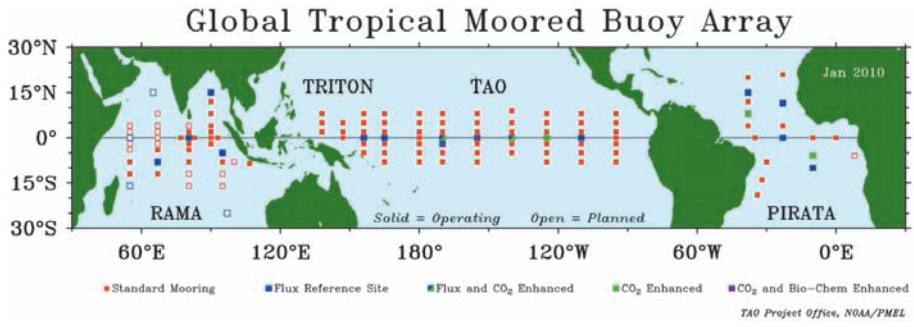 Global Tropical Moored Buoy Array
30°N
15°N
0°
15°S
30°S
TRITON
TAO
Jan 2010
RAMA
Solid = Operating Open = Planned
PIRATA
60°E 120°E 180° 120°W 60°W 0°E
Standard Mooring Flux Reference Site Flux and CO₂ Enhanced CO₂ Enhanced CO₂ and Bio-Chem Enhanced
TAO Project Office, NOAA/PMEL